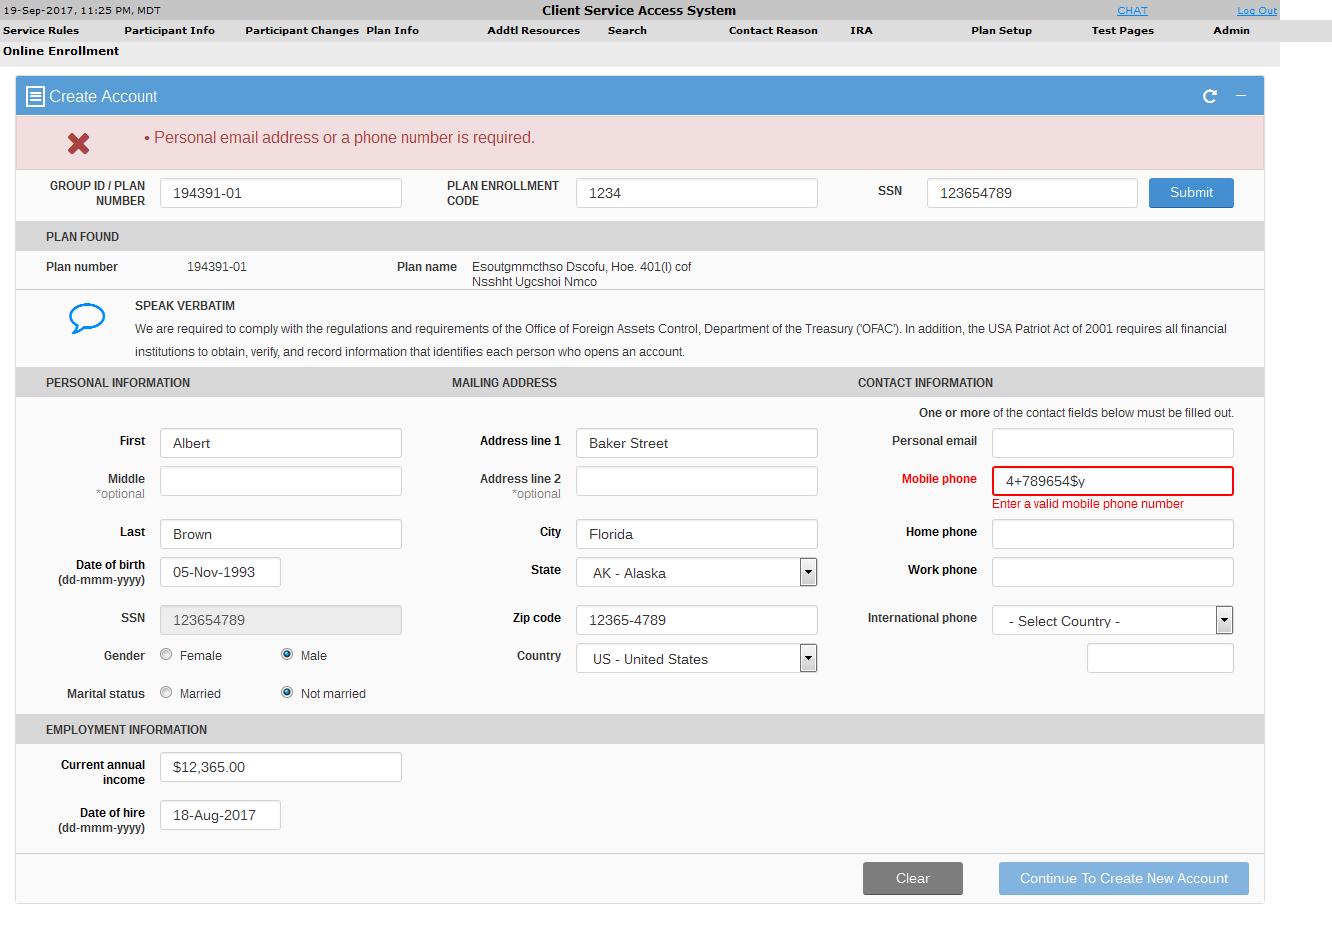 19-Sep-2017, 11:25 PM, MDT Client Service Access System CHAT Log Out
Service Rules Participant Info Participant Changes Plan Info Addtl Resources Search Contact Reason IRA Plan Setup Test Pages Admin
Online Enrollment
Create Account
• Personal email address or a phone number is required.
GROUP ID / PLAN NUMBER 194391-01 PLAN ENROLLMENT CODE 1234 SSN 123654789 Submit
PLAN FOUND
Plan number 194391-01 Plan name Esoutgmmcthso Dscofu, Hoe. 401(l) cof
Nsshht Ugcshoi Nmco
SPEAK VERBATIM
We are required to comply with the regulations and requirements of the Office of Foreign Assets Control, Department of the Treasury ('OFAC'). In addition, the USA Patriot Act of 2001 requires all financial
institutions to obtain, verify, and record information that identifies each person who opens an account.
PERSONAL INFORMATION MAILING ADDRESS CONTACT INFORMATION
One or more of the contact fields below must be filled out.
First Albert Address line 1 Baker Street Personal email
Middle Address line 2 Mobile phone 4+789654$y
*optional *optional Enter a valid mobile phone number
Last Brown City Florida Home phone
Date of birth 05-Nov-1993 State AK - Alaska Work phone
(dd-mmm-yyyy)
SSN 123654789 Zip code 12365-4789 International phone - Select Country -
Gender Female Male Country US - United States
Marital status Married Not married
EMPLOYMENT INFORMATION
Current annual $12,365.00
income
Date of hire 18-Aug-2017
(dd-mmm-yyyy)
Clear Continue To Create New Account